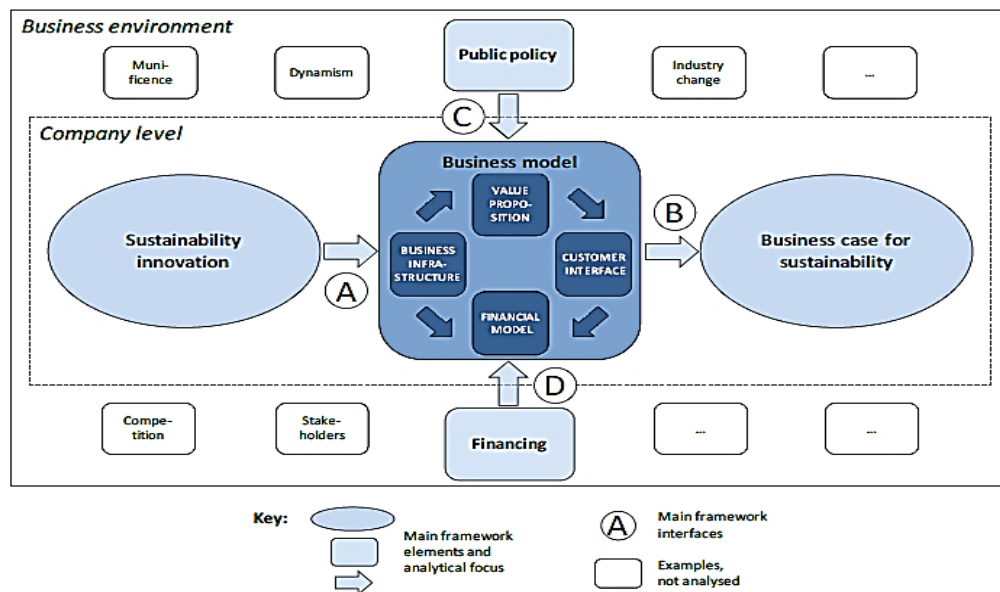 Business environment
Muni-
ficence
Dynamism
Public policy
Industry
change
...
C
Company level
Business model
VALUE
PROPO-
SITION
B
Sustainability
innovation
BUSINESS
INFRA-
STRUCTURE
CUSTOMER
INTERFACE
Business case for
sustainability
A
FINANCIAL
MODEL
D
Compe-
tition
Stake-
holders
Financing
...
...
Key:
Main framework
elements and
analytical focus
A
Main framework
interfaces
Examples,
not analysed